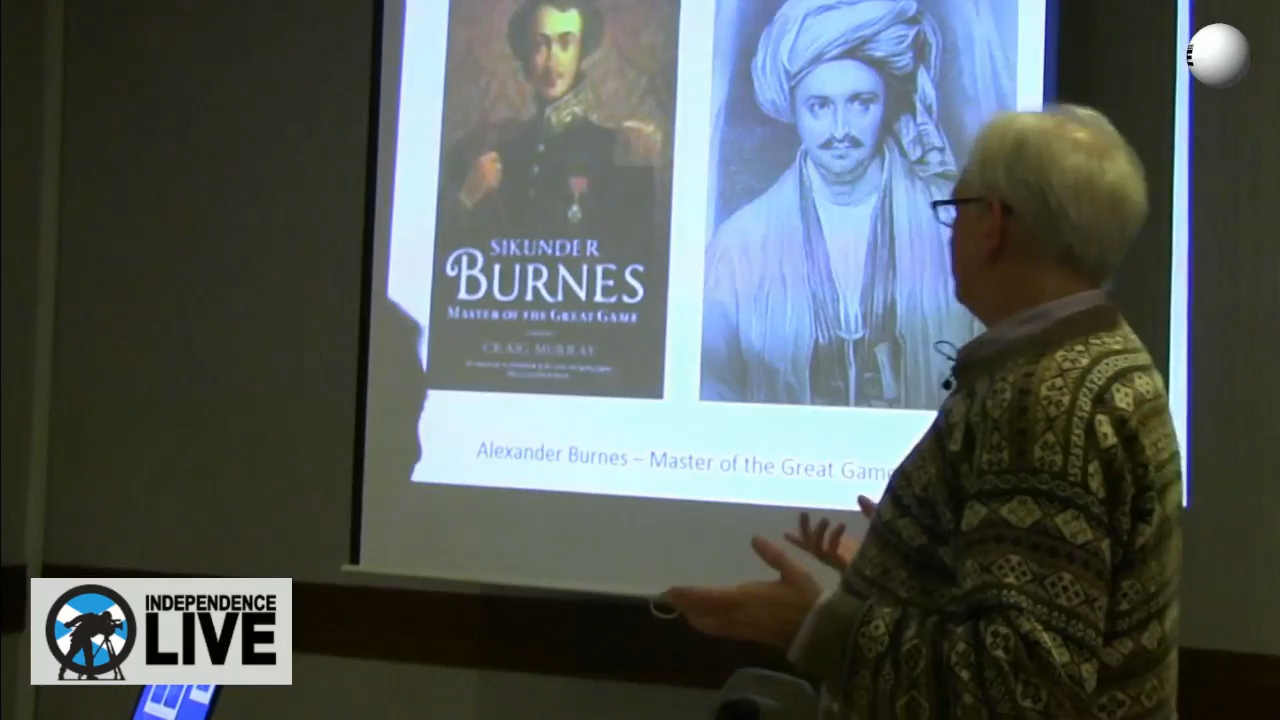 SIKUNDER
BURNES
MASTER OF THE GREAT GAME
CRAIG MURRAY
Alexander Burnes – Master of the Great Game
INDEPENDENCE
LIVE